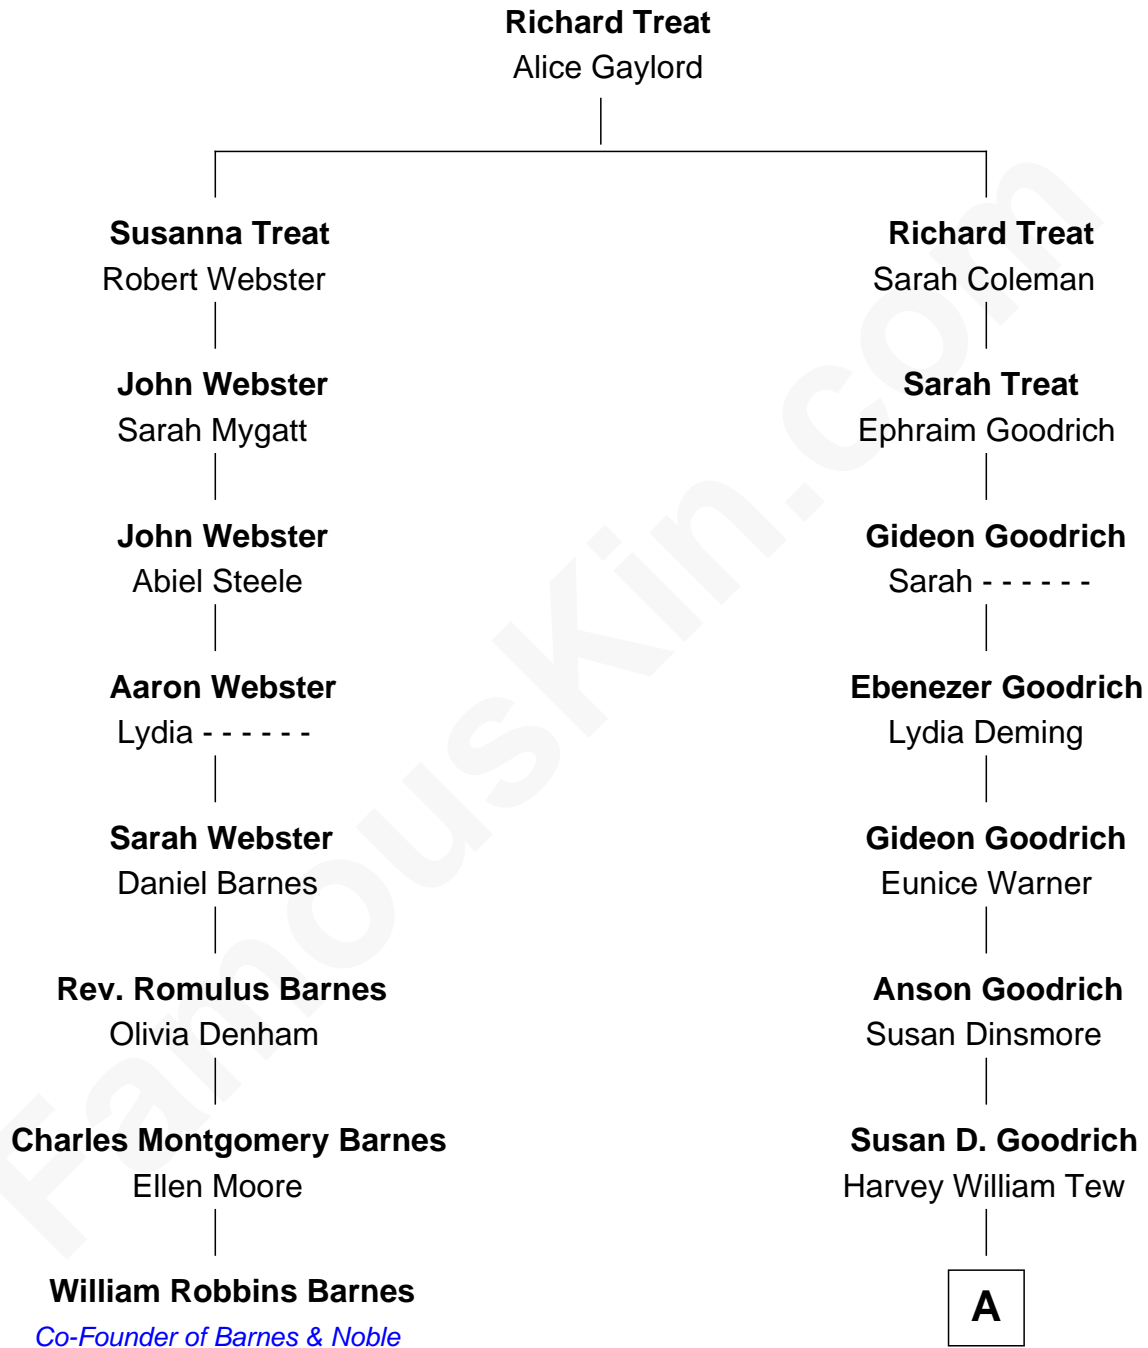 Richard Treat
Alice Gaylord
Susanna Treat
Robert Webster
Richard Treat
Sarah Coleman
John Webster
Sarah Mygatt
Sarah Treat
Ephraim Goodrich
John Webster
Abiel Steele
Gideon Goodrich
Sarah - - - - - -
Aaron Webster
Lydia - - - - - -
Ebenezer Goodrich
Lydia Deming
Sarah Webster
Daniel Barnes
Gideon Goodrich
Eunice Warner
Rev. Romulus Barnes
Olivia Denham
Anson Goodrich
Susan Dinsmore
Charles Montgomery Barnes
Ellen Moore
Susan D. Goodrich
Harvey William Tew
William Robbins Barnes
Co-Founder of Barnes & Noble
A
FamousKin.com